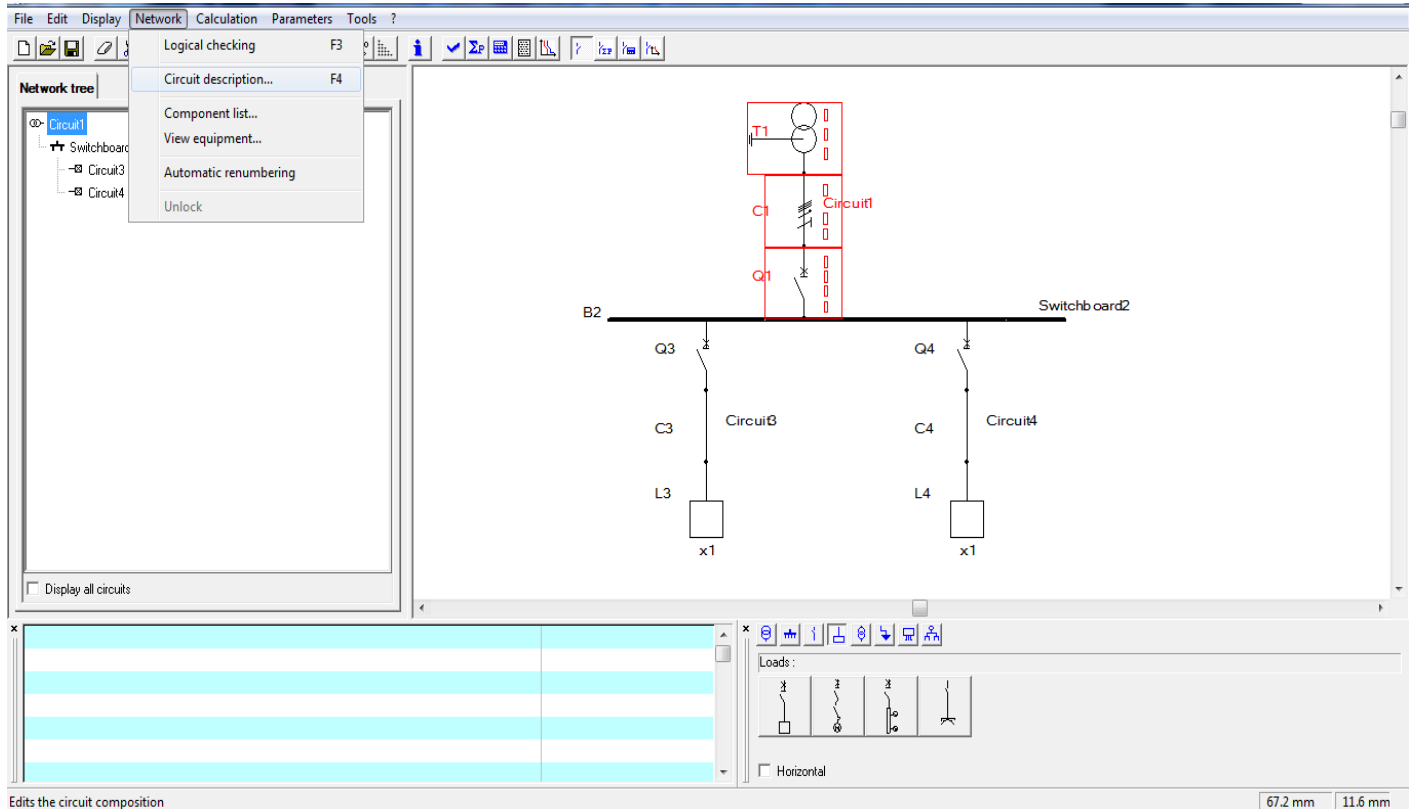 File Edit Display Network Calculation Parameters Tools ?
Logical checking F3
Circuit description... F4
Component list...
View equipment...
Automatic renumbering
Unlock
Network tree
Circuit1
Switchboard
Circuit3
Circuit4
Display all circuits
T1
C1 Circuit1
Q1
B2 Switchboard2
Q3 Q4
C3 Circuit3 C4 Circuit4
L3 L4
x1 x1
Loads :
Horizontal
Edits the circuit composition 67.2 mm 11.6 mm